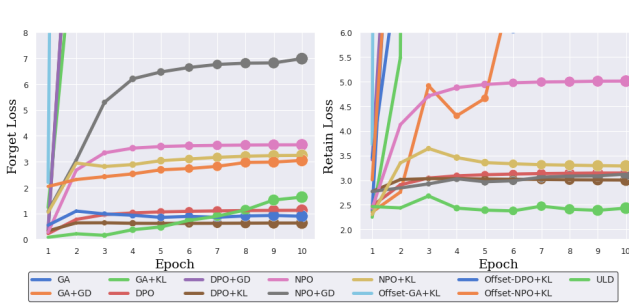 8
7
6
5
4
3
2
1
0
Forget Loss
1 2 3 4 5 6 7 8 9 10
Epoch
6.0
5.5
5.0
4.5
4.0
3.5
3.0
2.5
2.0
Retain Loss
1 2 3 4 5 6 7 8 9 10
Epoch
GA GA+KL DPO+GD NPO NPO+KL Offset-DPO+KL ULD
GA+GD DPO DPO+KL NPO+GD Offset-GA+KL Offset-NPO+KL